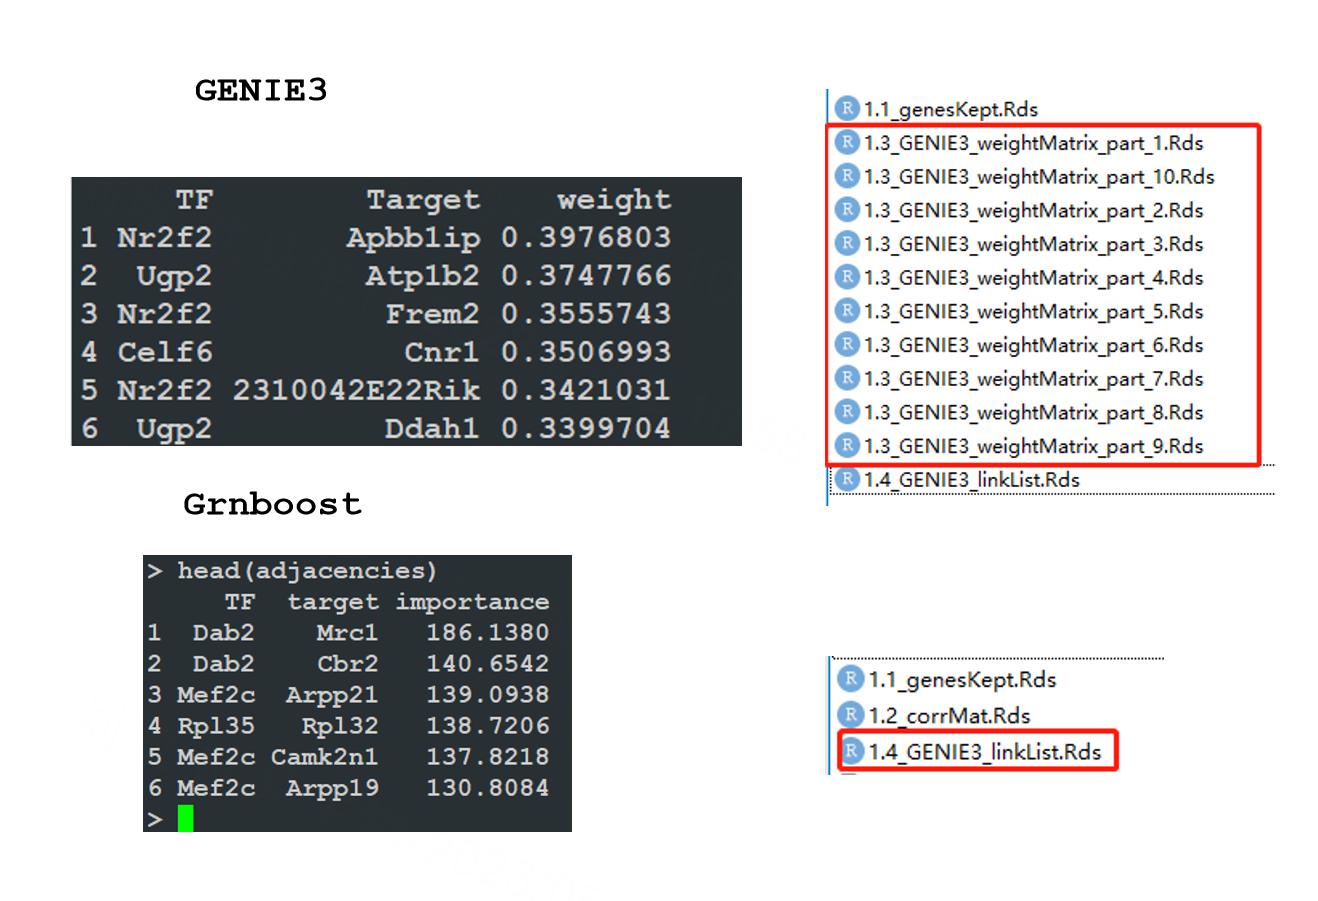 GENIE3
TF Target weight
1 Nr2f2 Apbb1ip 0.3976803
2 Ugp2 Atp1b2 0.3747766
3 Nr2f2 Frem2 0.3555743
4 Celf6 Cnr1 0.3506993
5 Nr2f2 2310042E22Rik 0.3421031
6 Ugp2 Ddah1 0.3399704
R 1.1_genesKept.Rds
R 1.3_GENIE3_weightMatrix_part_1.Rds
R 1.3_GENIE3_weightMatrix_part_10.Rds
R 1.3_GENIE3_weightMatrix_part_2.Rds
R 1.3_GENIE3_weightMatrix_part_3.Rds
R 1.3_GENIE3_weightMatrix_part_4.Rds
R 1.3_GENIE3_weightMatrix_part_5.Rds
R 1.3_GENIE3_weightMatrix_part_6.Rds
R 1.3_GENIE3_weightMatrix_part_7.Rds
R 1.3_GENIE3_weightMatrix_part_8.Rds
R 1.3_GENIE3_weightMatrix_part_9.Rds
R 1.4_GENIE3_linkList.Rds
Grnboost
> head(adjacencies)
TF target importance
1 Dab2 Mrc1 186.1380
2 Dab2 Cbr2 140.6542
3 Mef2c Arpp21 139.0938
4 Rpl35 Rpl32 138.7206
5 Mef2c Camk2n1 137.8218
6 Mef2c Arpp19 130.8084
>
R 1.1_genesKept.Rds
R 1.2_corrMat.Rds
R 1.4_GENIE3_linkList.Rds